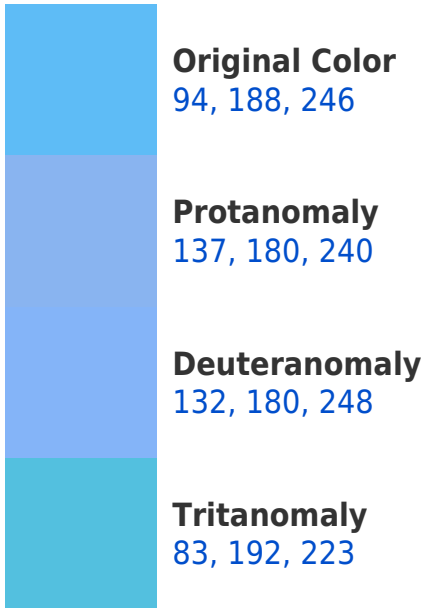 Original Color
94, 188, 246
Protanomaly
137, 180, 240
Deuteranomaly
132, 180, 248
Tritanomaly
83, 192, 223